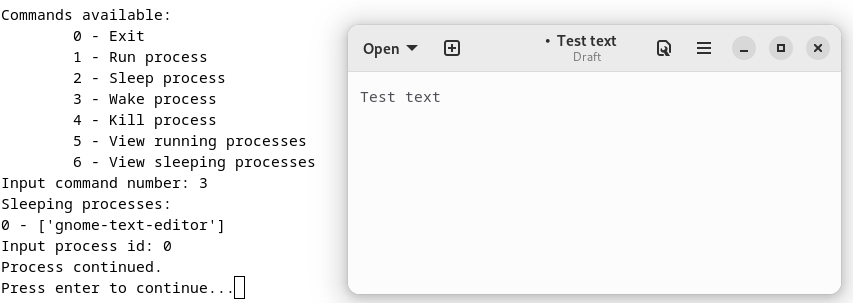 Commands available:
0 - Exit
1 - Run process
2 - Sleep process
3 - Wake process
4 - Kill process
5 - View running processes
6 - View sleeping processes
Input command number: 3
Sleeping processes:
0 - ['gnome-text-editor']
Input process id: 0
Process continued.
Press enter to continue...
Open
• Test text
Draft
Test text